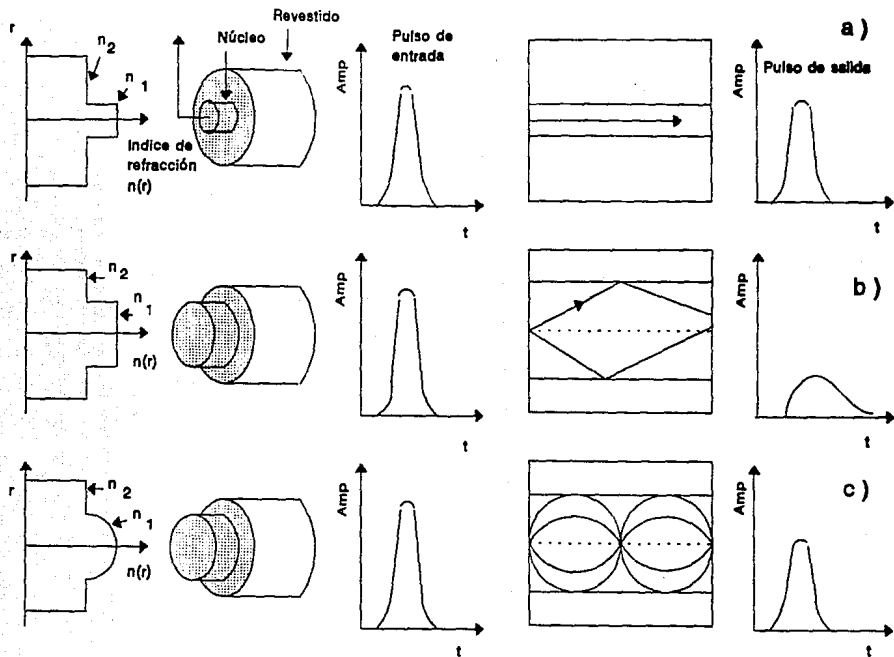 r
n2
n1
Indice de
refracción
n(r)
Núcleo
Revestido
Pulso de
entrada
Amp
t
a)
Pulso de salida
Amp
t
r
n2
n1
n(r)
Amp
t
b)
Amp
t
r
n2
n1
n(r)
Amp
t
c)
Amp
t